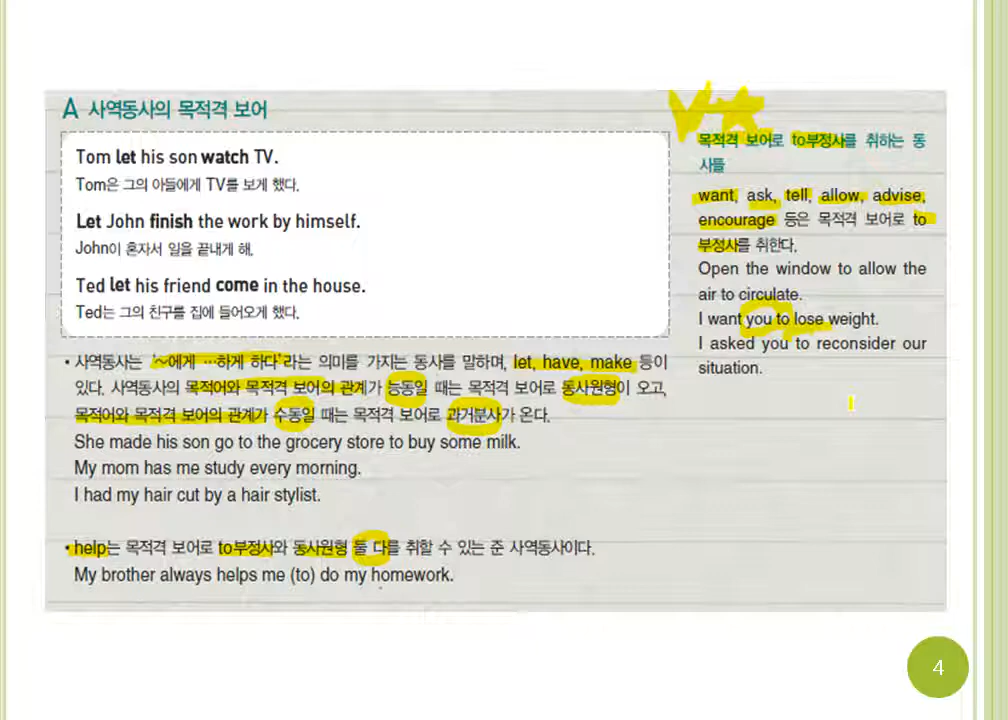 A 사역동사의 목적격 보어
Tom let his son watch TV.
Tom은 그의 아들에게 TV를 보게 했다.
Let John finish the work by himself.
John이 혼자서 일을 끝내게 해.
Ted let his friend come in the house.
Ted는 그의 친구를 집에 들어오게 했다.
• 사역동사는 '~에게 …하게 하다'라는 의미를 가지는 동사를 말하며, let, have, make 등이
있다. 사역동사의 목적어와 목적격 보어의 관계가 능동일 때는 목적격 보어로 동사원형이 오고,
목적어와 목적격 보어의 관계가 수동일 때는 목적격 보어로 과거분사가 온다.
She made his son go to the grocery store to buy some milk.
My mom has me study every morning.
I had my hair cut by a hair stylist.
• help는 목적격 보어로 to부정사와 동사원형 둘 다를 취할 수 있는 준 사역동사이다.
My brother always helps me (to) do my homework.
목적격 보어로 to부정사를 취하는 동
사들
want, ask, tell, allow, advise,
encourage 등은 목적격 보어로 to
부정사를 취한다.
Open the window to allow the
air to circulate.
I want you to lose weight.
I asked you to reconsider our
situation.
4